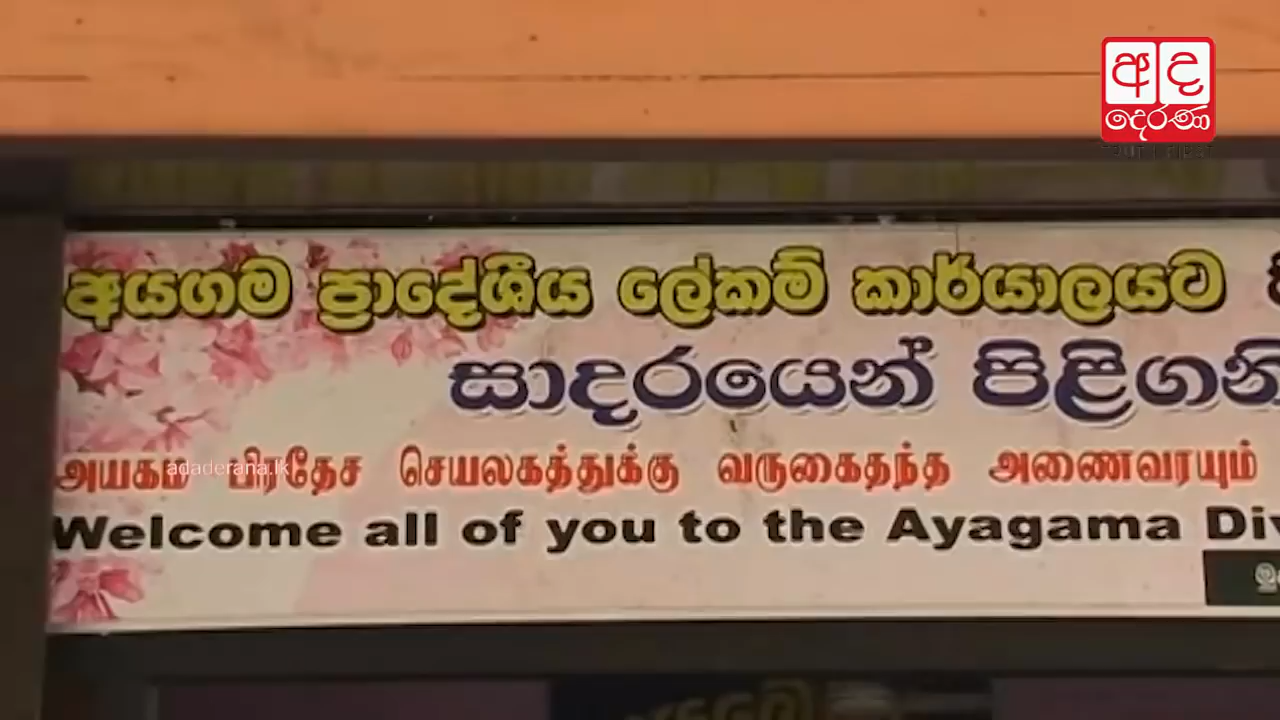 අද
දෙරණ
අයගම ප්‍රාදේශීය ලේකම් කාර්යාලයට
සාදරයෙන් පිළිගනි
அயகம பிரதேச செயலகத்துக்கு வருகைதந்த அணைவரயும்
adaderana.lk
Welcome all of you to the Ayagama Div